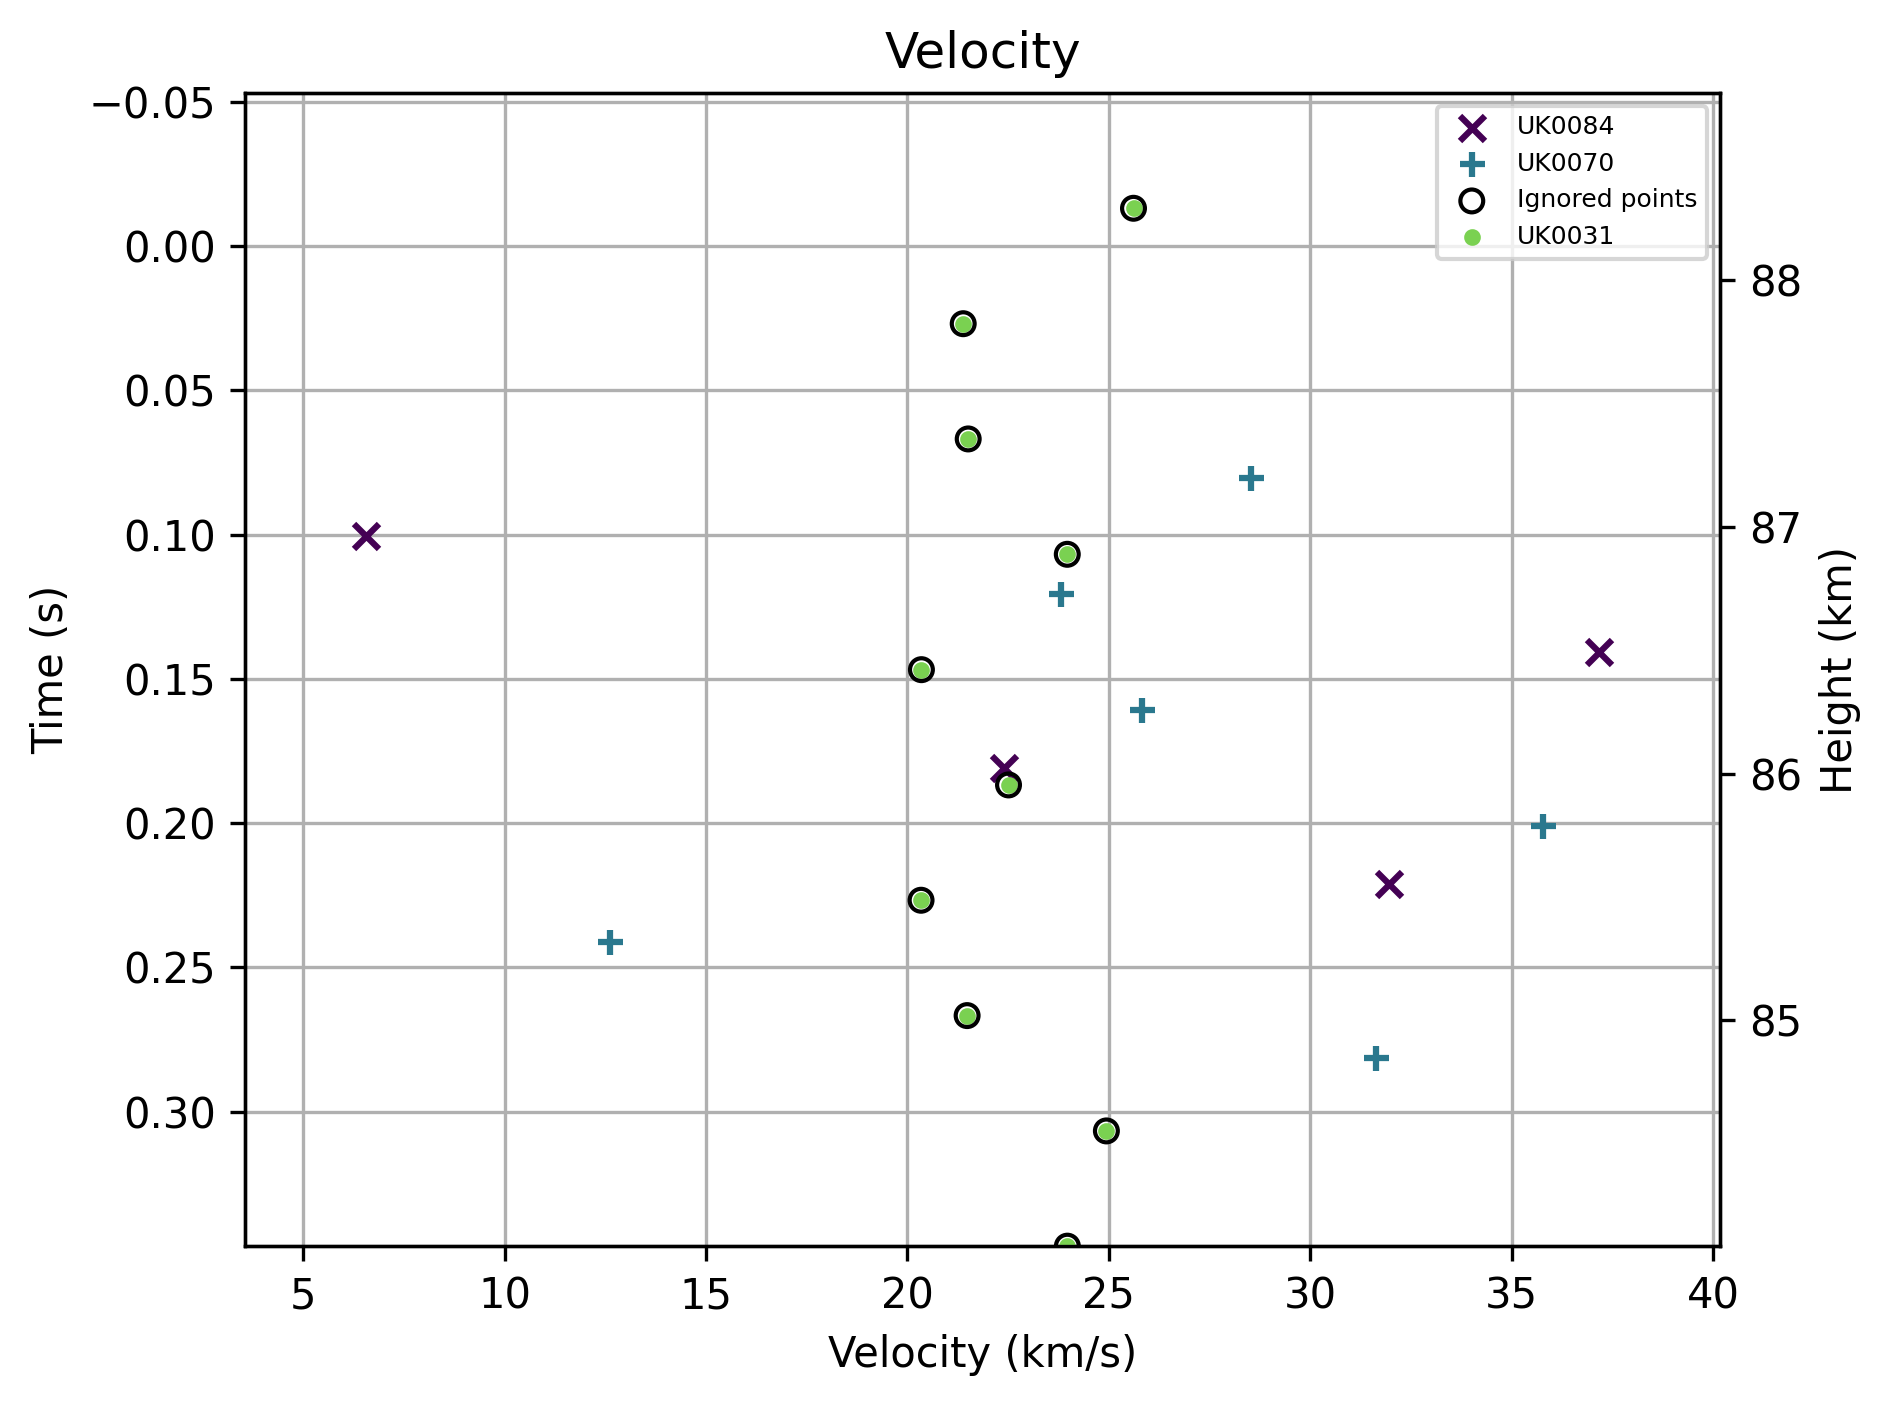 Velocity
UK0084
UK0070
Ignored points
UK0031
−0.05
0.00
0.05
0.10
0.15
0.20
0.25
0.30
Time (s)
88
87
86
85
Height (km)
5 10 15 20 25 30 35 40
Velocity (km/s)